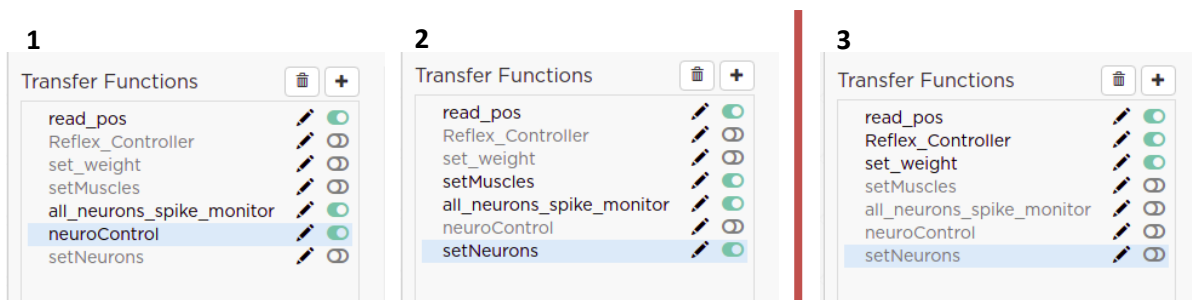 1
Transfer Functions
read_pos
Reflex_Controller
set_weight
setMuscles
all_neurons_spike_monitor
neuroControl
setNeurons
2
Transfer Functions
read_pos
Reflex_Controller
set_weight
setMuscles
all_neurons_spike_monitor
neuroControl
setNeurons
3
Transfer Functions
read_pos
Reflex_Controller
set_weight
setMuscles
all_neurons_spike_monitor
neuroControl
setNeurons